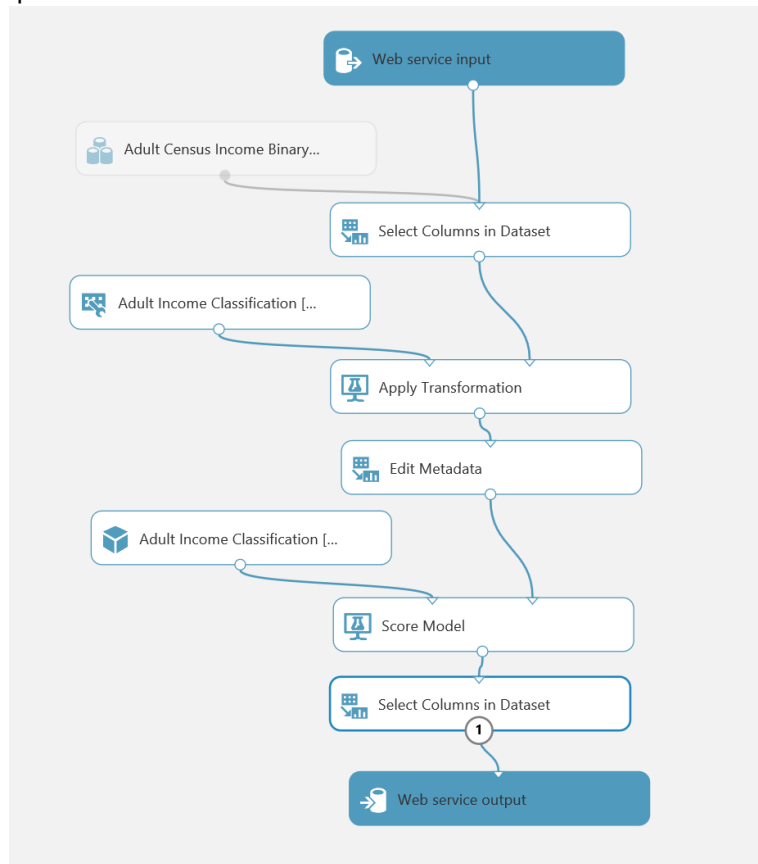 Web service input
Adult Census Income Binary...
Select Columns in Dataset
Adult Income Classification [...
Apply Transformation
Edit Metadata
Adult Income Classification [...
Score Model
Select Columns in Dataset
1
Web service output